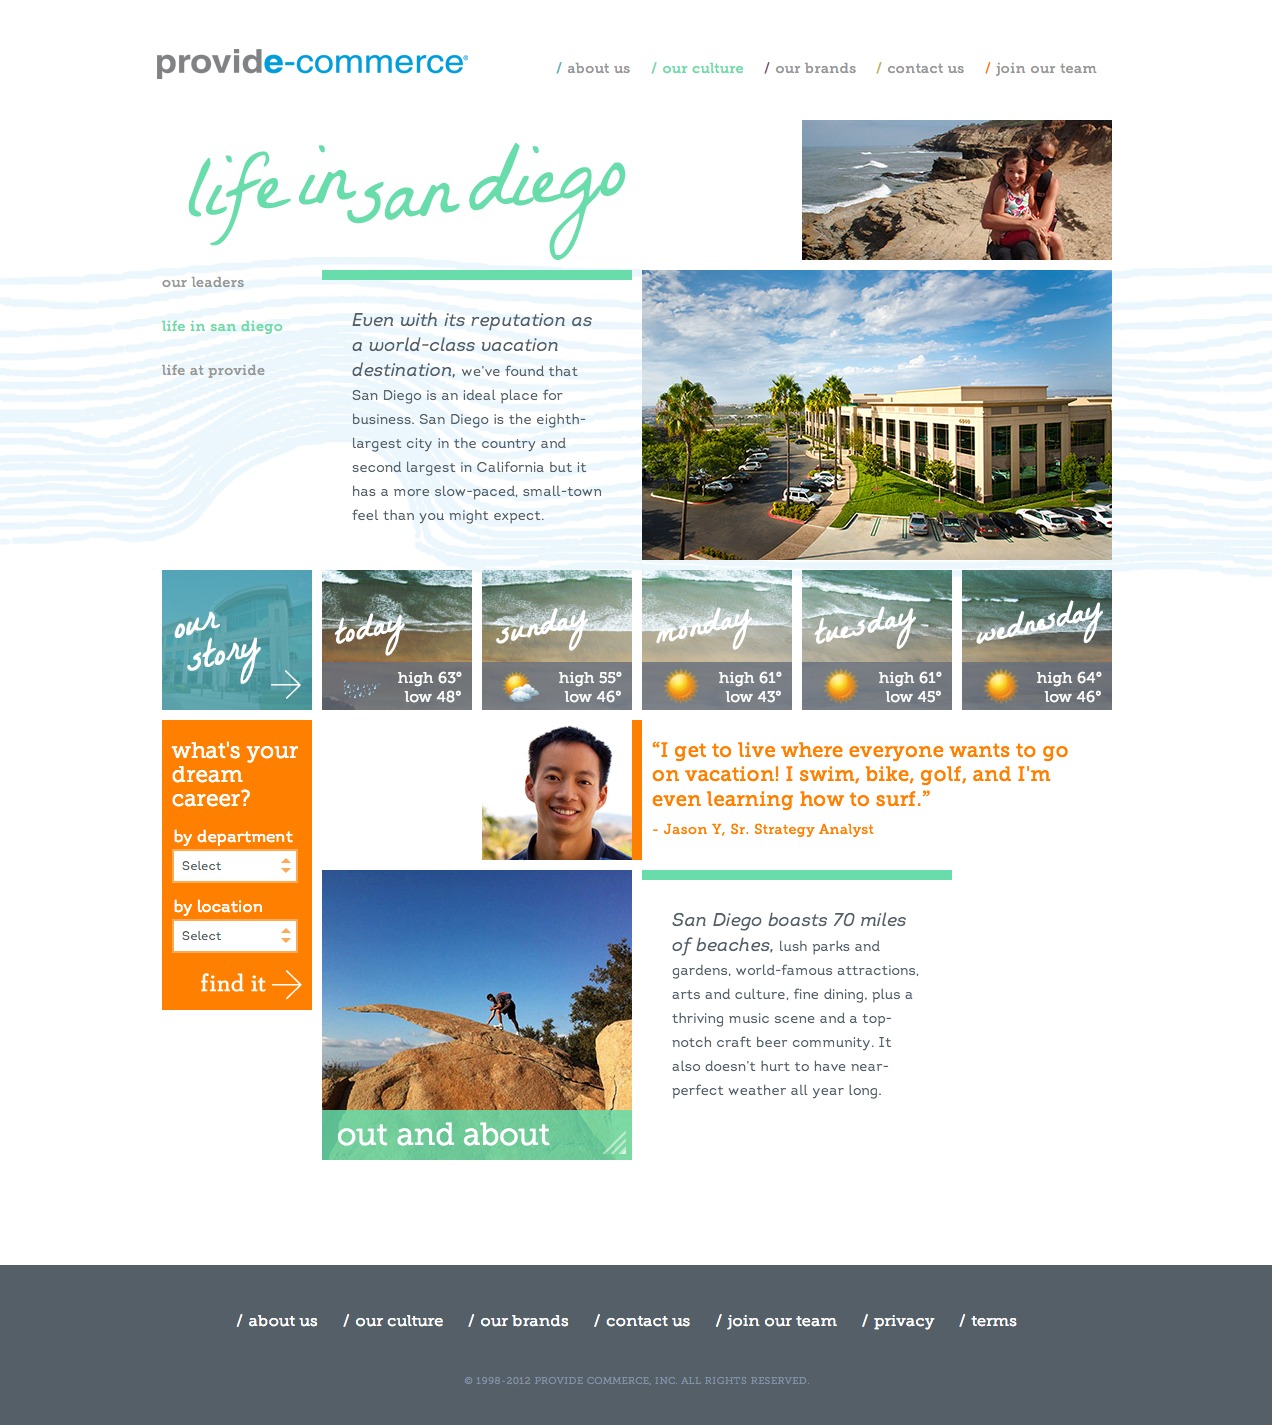 provide-commerce®
/ about us / our culture / our brands / contact us / join our team
life in san diego
our leaders
life in san diego
life at provide
Even with its reputation as
a world-class vacation
destination, we've found that
San Diego is an ideal place for
business. San Diego is the eighth-
largest city in the country and
second largest in California but it
has a more slow-paced, small-town
feel than you might expect.
our
story
today
high 63°
low 48°
sunday
high 55°
low 46°
monday
high 61°
low 43°
tuesday
high 61°
low 45°
wednesday
high 64°
low 46°
what's your
dream
career?
by department
Select
by location
Select
find it
“I get to live where everyone wants to go
on vacation! I swim, bike, golf, and I'm
even learning how to surf.”
- Jason Y, Sr. Strategy Analyst
out and about
San Diego boasts 70 miles
of beaches, lush parks and
gardens, world-famous attractions,
arts and culture, fine dining, plus a
thriving music scene and a top-
notch craft beer community. It
also doesn't hurt to have near-
perfect weather all year long.
/ about us / our culture / our brands / contact us / join our team / privacy / terms
© 1998-2012 PROVIDE COMMERCE, INC. ALL RIGHTS RESERVED.